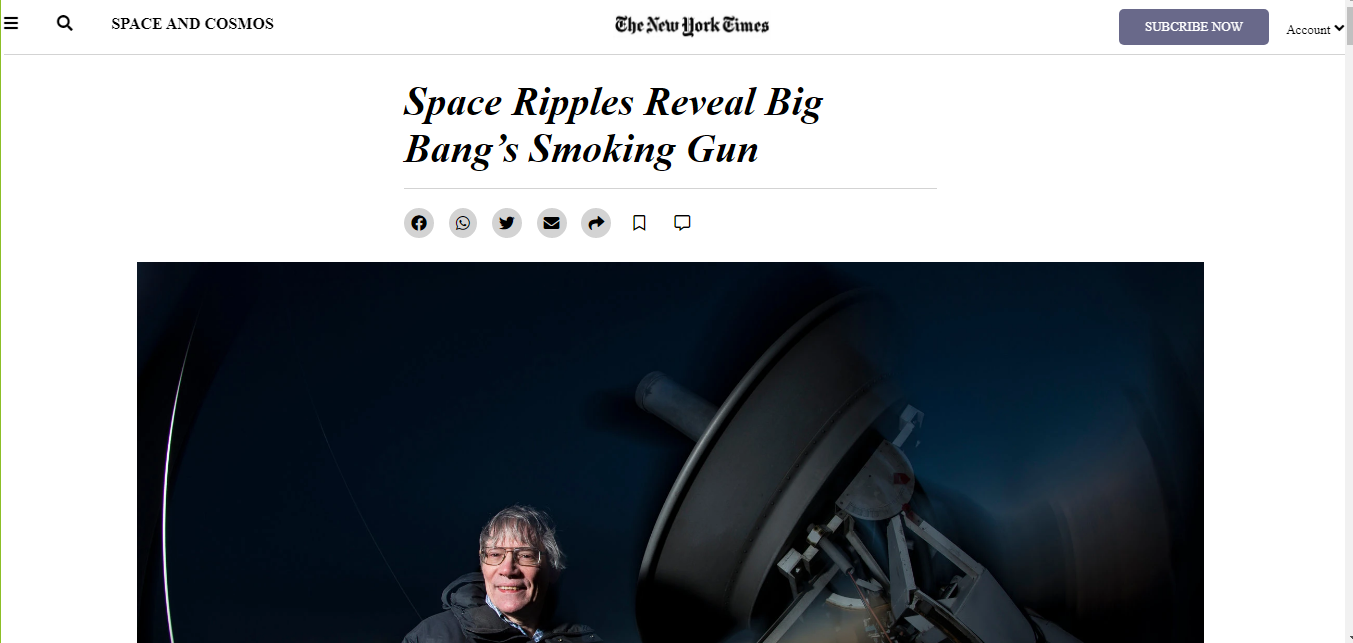 SPACE AND COSMOS
The New York Times
SUBCRIBE NOW
Account
Space Ripples Reveal Big
Bang’s Smoking Gun